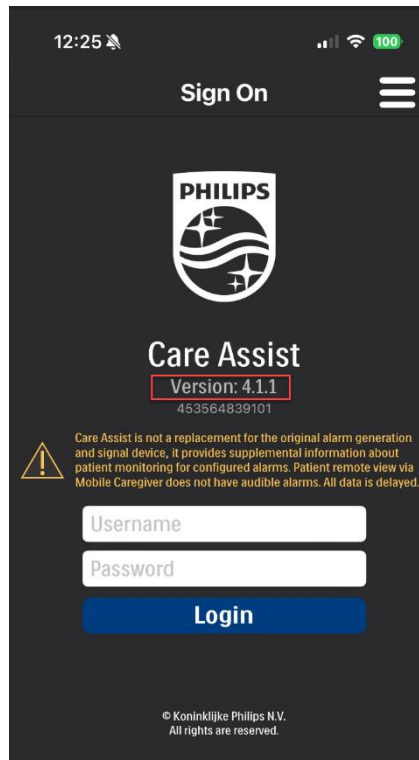 12:25
100
Sign On
PHILIPS
Care Assist
Version: 4.1.1
453564839101
Care Assist is not a replacement for the original alarm generation
and signal device, it provides supplemental information about
patient monitoring for configured alarms. Patient remote view via
Mobile Caregiver does not have audible alarms. All data is delayed.
Username
Password
Login
© Koninklijke Philips N.V.
All rights are reserved.